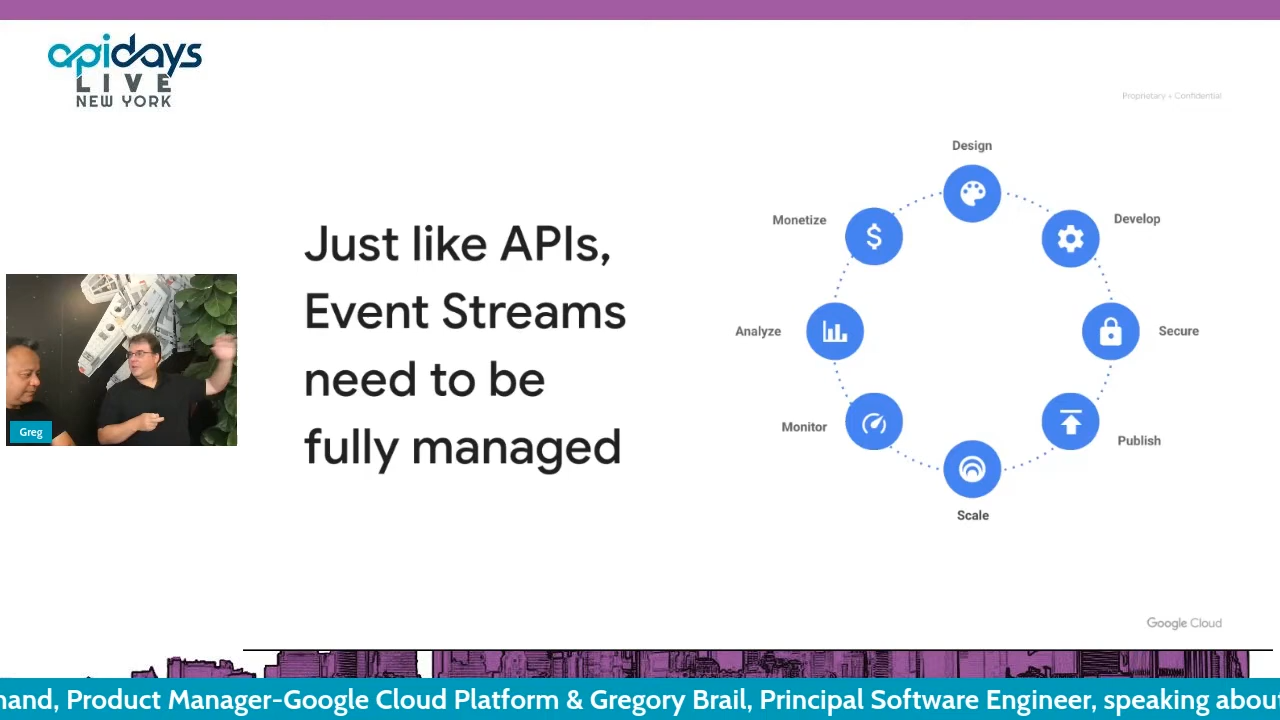 apidays
LIVE
NEW YORK
Proprietary + Confidential
Just like APIs,
Event Streams
need to be
fully managed
Design
Develop
Secure
Publish
Scale
Monitor
Analyze
Monetize
Greg
Google Cloud
nand, Product Manager-Google Cloud Platform & Gregory Brail, Principal Software Engineer, speaking about